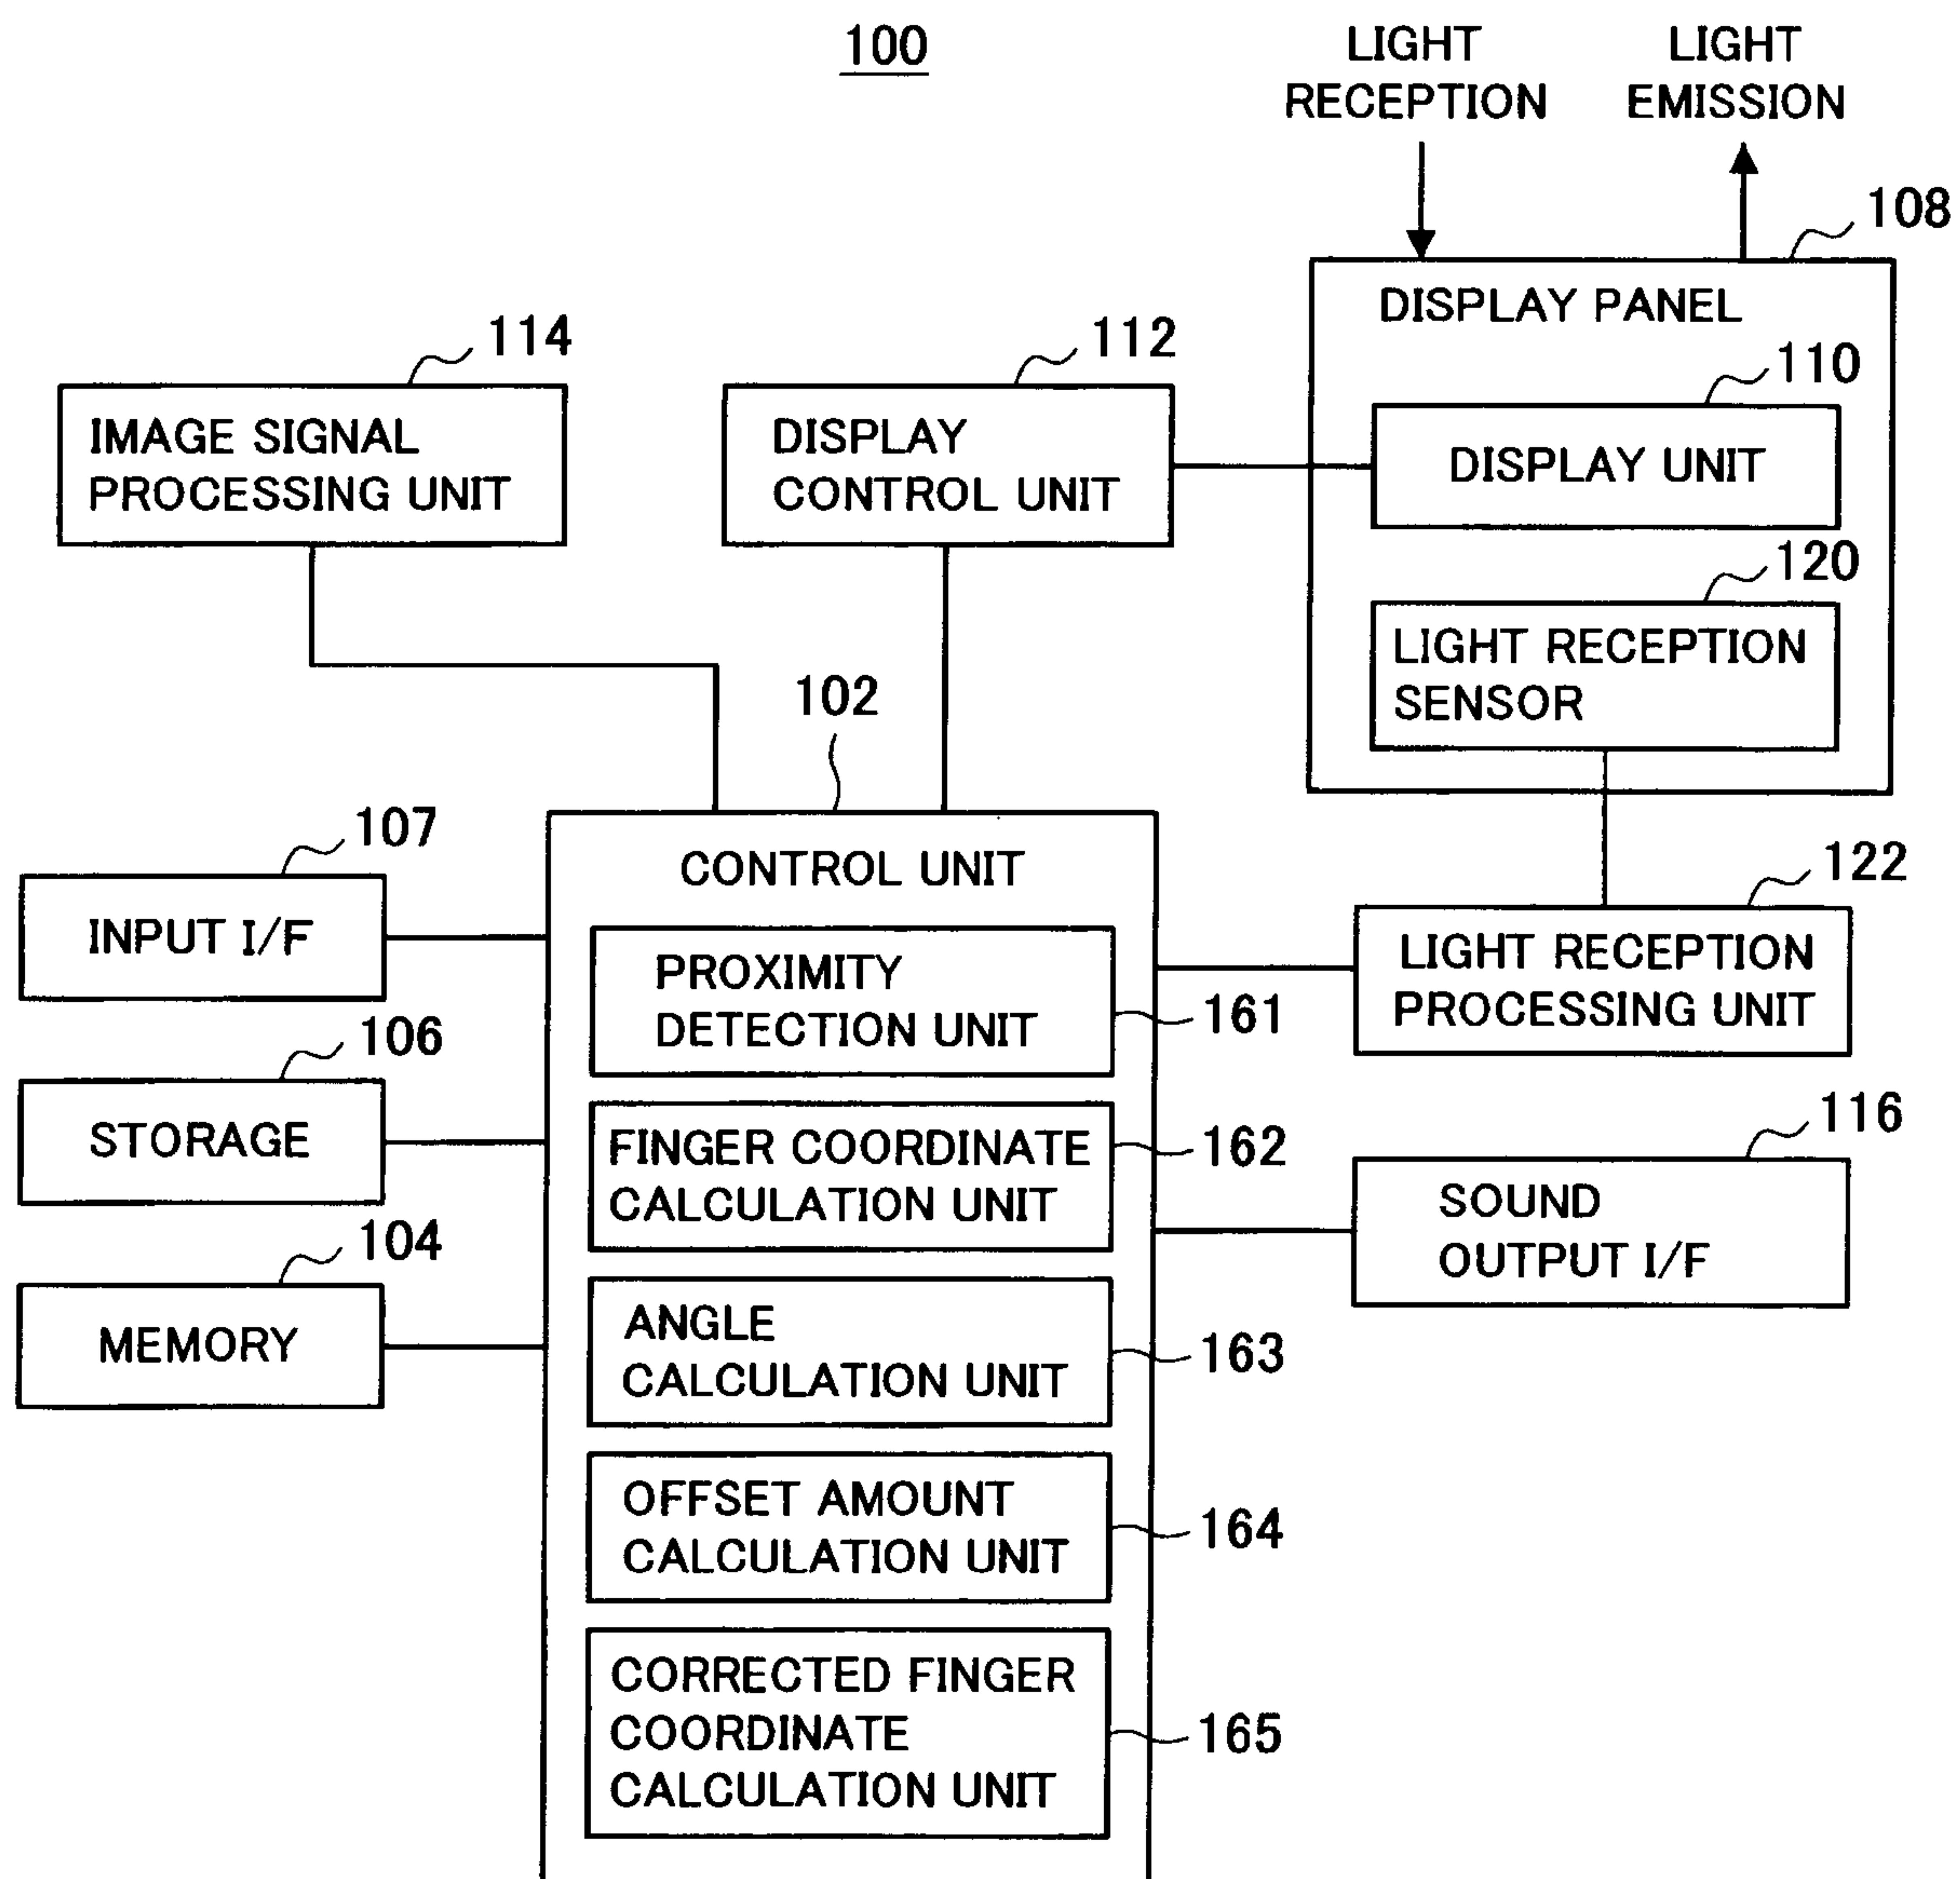 100
LIGHT
RECEPTION
LIGHT
EMISSION
108
DISPLAY PANEL
114
112
110
IMAGE SIGNAL
PROCESSING UNIT
DISPLAY
CONTROL UNIT
DISPLAY UNIT
120
LIGHT RECEPTION
SENSOR
102
107
CONTROL UNIT
122
INPUT I/F
PROXIMITY
DETECTION UNIT
161
LIGHT RECEPTION
PROCESSING UNIT
106
STORAGE
FINGER COORDINATE
CALCULATION UNIT
162
116
SOUND
OUTPUT I/F
104
MEMORY
ANGLE
CALCULATION UNIT
163
OFFSET AMOUNT
CALCULATION UNIT
164
CORRECTED FINGER
COORDINATE
CALCULATION UNIT
165